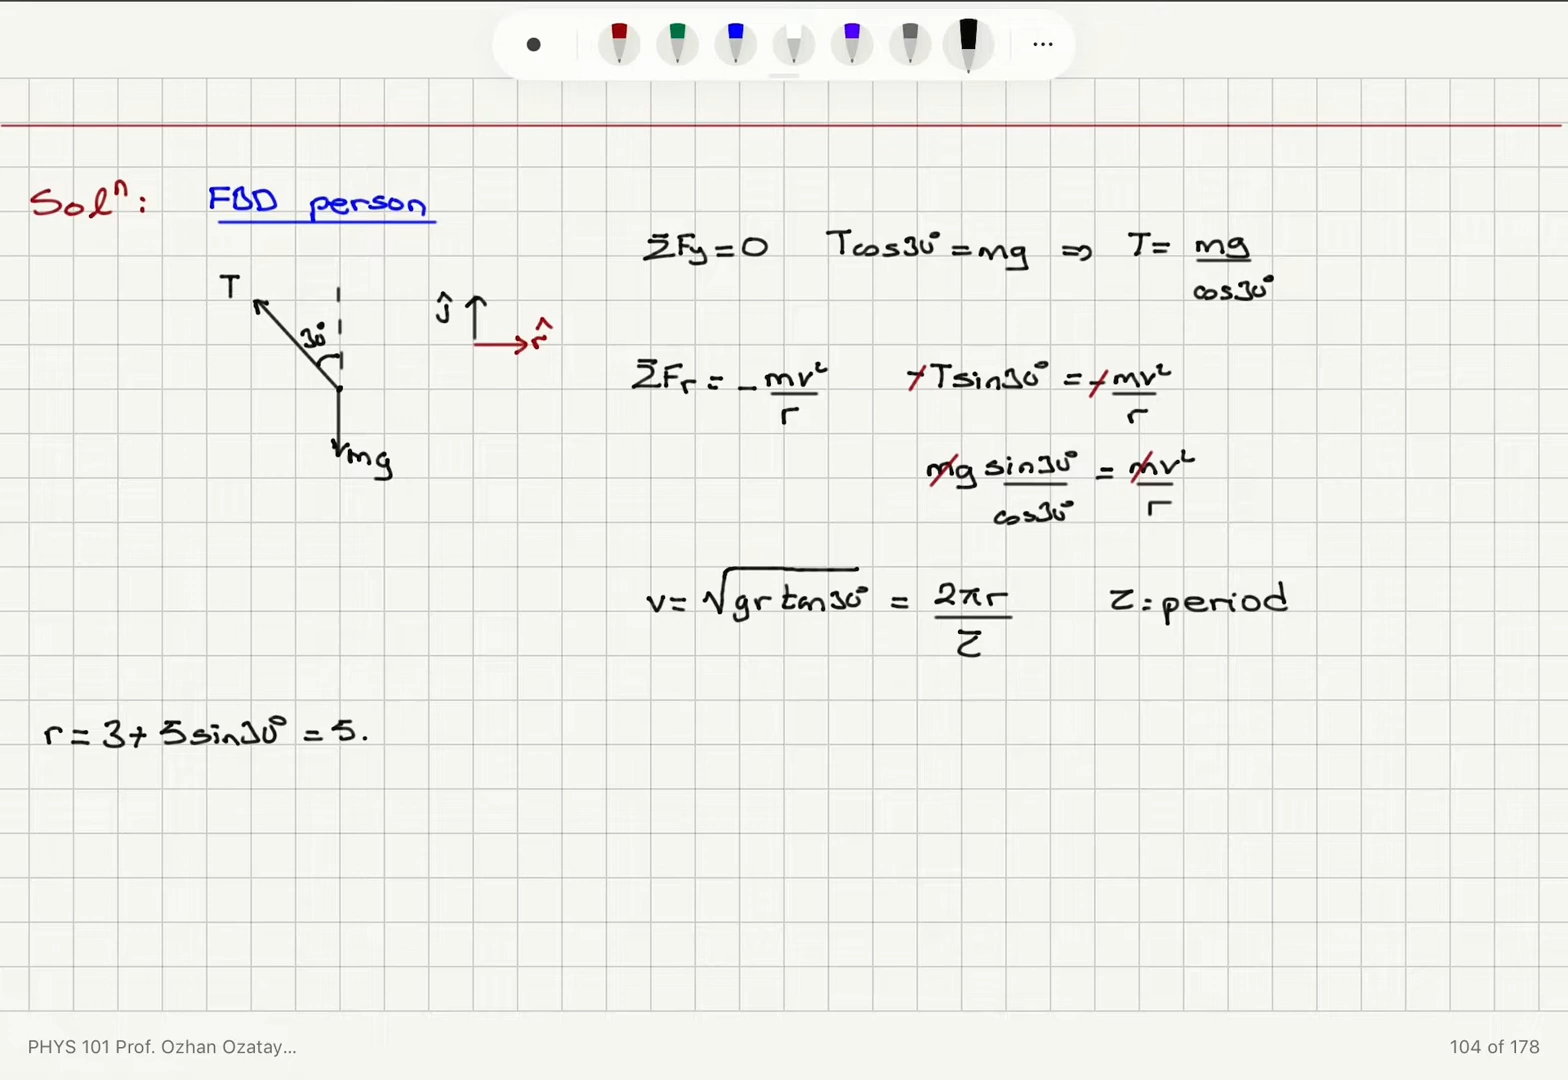 Solⁿ: FBD person
ΣFy = 0 Tcos30° = mg ⇒ T = mg/cos30°
T 30° ĵ r̂
mg
ΣFr = -mv²/r -Tsin30° = -mv²/r
mg sin30°/cos30° = mv²/r
v = √gr tan30° = 2πr/τ τ: period
r = 3 + 5sin30° = 5.
PHYS 101 Prof. Ozhan Ozatay...
104 of 178